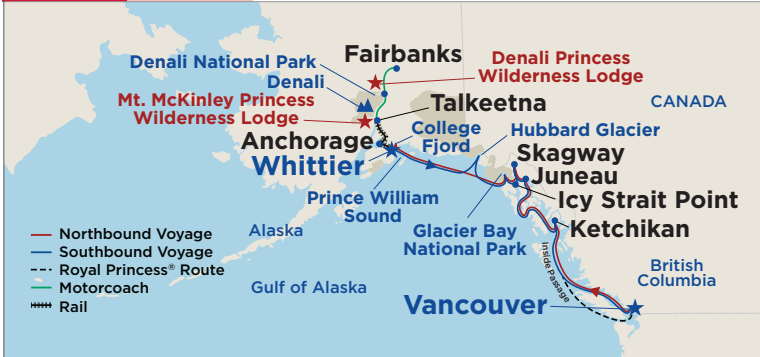 Fairbanks
Denali National Park
Denali
Denali Princess
Wilderness Lodge
Mt. McKinley Princess
Wilderness Lodge
Talkeetna
CANADA
Anchorage
College
Fjord
Hubbard Glacier
Whittier
Skagway
Juneau
Icy Strait Point
Prince William
Sound
Glacier Bay
National Park
Ketchikan
Alaska
Northbound Voyage
Southbound Voyage
Royal Princess® Route
Motorcoach
Rail
Gulf of Alaska
Inside Passage
British
Columbia
Vancouver